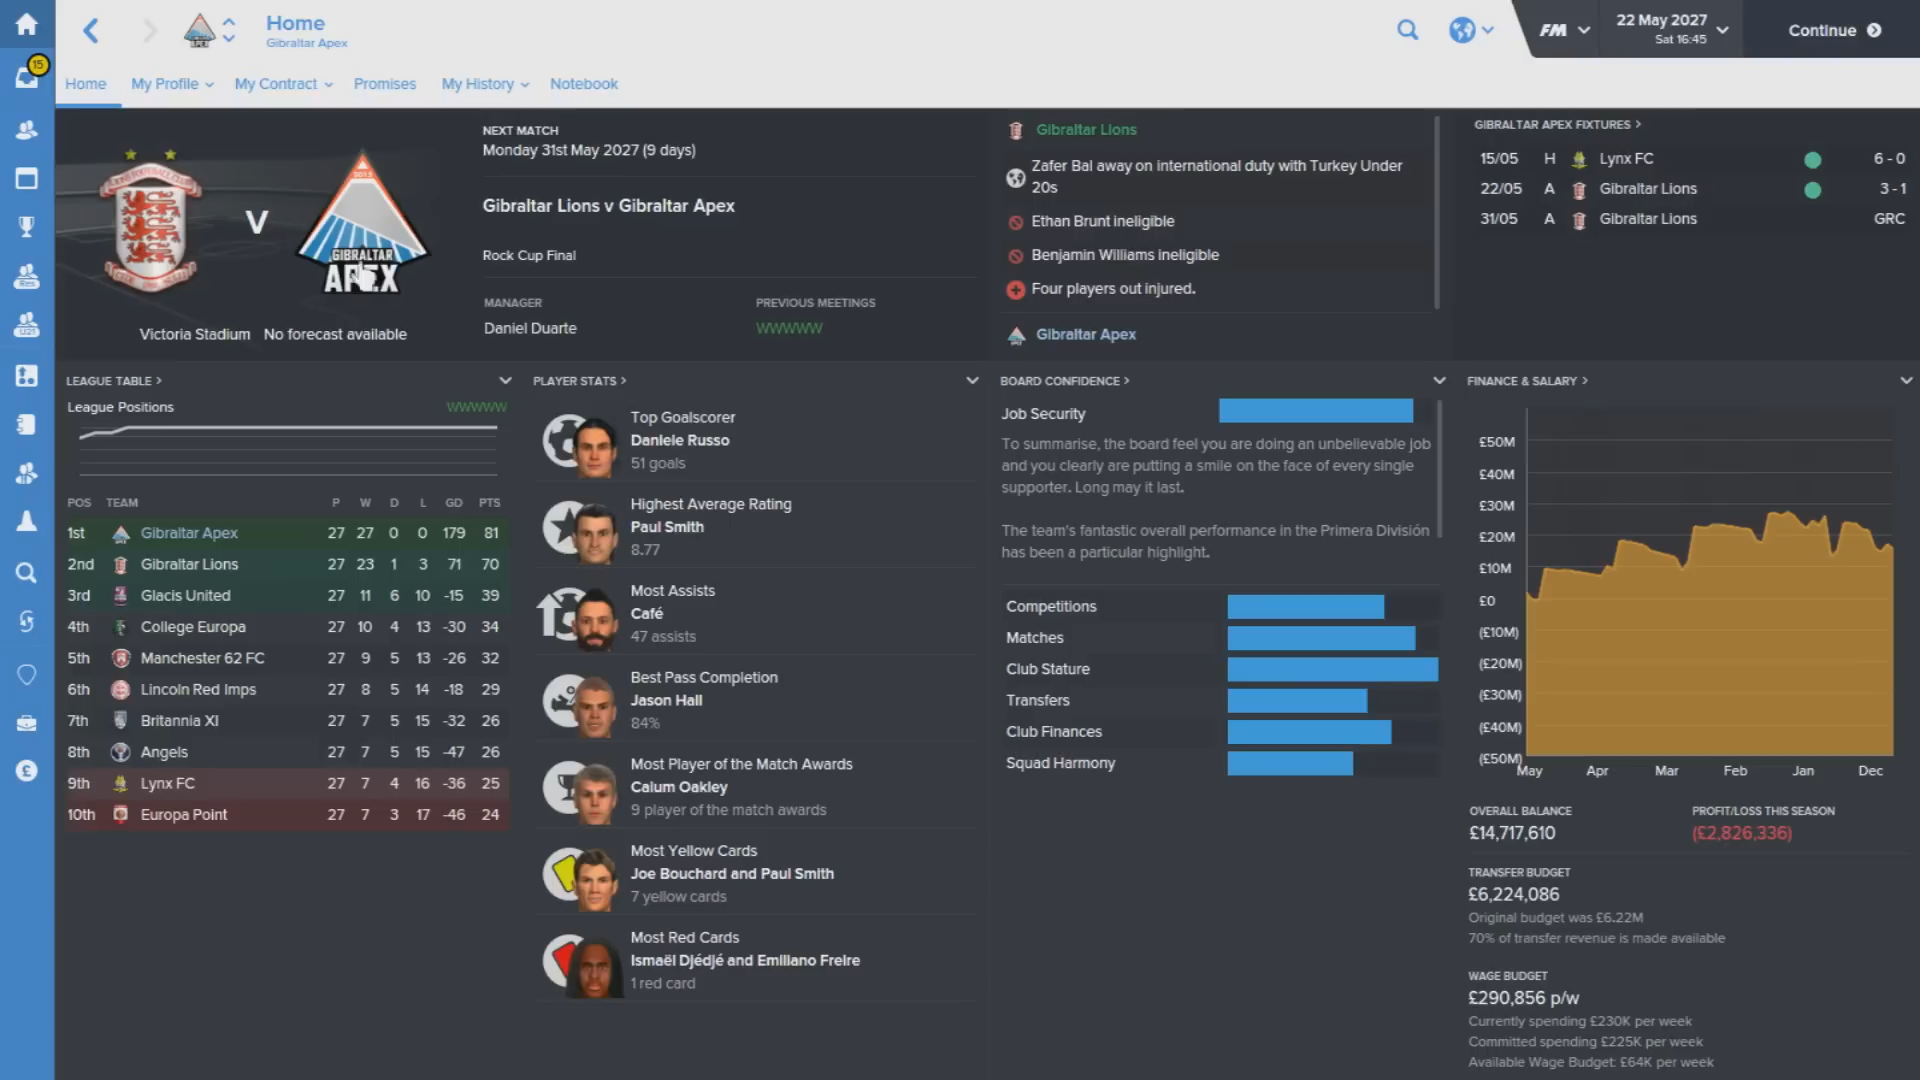 15
Home
Gibraltar Apex
FM
22 May 2027
Sat 16:45
Continue
Home
My Profile
My Contract
Promises
My History
Notebook
V
2013
GIBRALTAR
APEX
Victoria Stadium No forecast available
NEXT MATCH
Monday 31st May 2027 (9 days)
Gibraltar Lions v Gibraltar Apex
Rock Cup Final
MANAGER
Daniel Duarte
PREVIOUS MEETINGS
WWWWW
Gibraltar Lions
Zafer Bal away on international duty with Turkey Under
20s
Ethan Brunt ineligible
Benjamin Williams ineligible
Four players out injured.
Gibraltar Apex
GIBRALTAR APEX FIXTURES >
15/05 H Lynx FC 6 - 0
22/05 A Gibraltar Lions 3 - 1
31/05 A Gibraltar Lions GRC
LEAGUE TABLE >
League Positions WWWWW
POS TEAM P W D L GD PTS
1st Gibraltar Apex 27 27 0 0 179 81
2nd Gibraltar Lions 27 23 1 3 71 70
3rd Glacis United 27 11 6 10 -15 39
4th College Europa 27 10 4 13 -30 34
5th Manchester 62 FC 27 9 5 13 -26 32
6th Lincoln Red Imps 27 8 5 14 -18 29
7th Britannia XI 27 7 5 15 -32 26
8th Angels 27 7 5 15 -47 26
9th Lynx FC 27 7 4 16 -36 25
10th Europa Point 27 7 3 17 -46 24
PLAYER STATS >
Top Goalscorer
Daniele Russo
51 goals
Highest Average Rating
Paul Smith
8.77
Most Assists
Café
47 assists
Best Pass Completion
Jason Hall
84%
Most Player of the Match Awards
Calum Oakley
9 player of the match awards
Most Yellow Cards
Joe Bouchard and Paul Smith
7 yellow cards
Most Red Cards
Ismaël Djédjé and Emiliano Freire
1 red card
BOARD CONFIDENCE >
Job Security
To summarise, the board feel you are doing an unbelievable job
and you clearly are putting a smile on the face of every single
supporter. Long may it last.
The team's fantastic overall performance in the Primera División
has been a particular highlight.
Competitions
Matches
Club Stature
Transfers
Club Finances
Squad Harmony
FINANCE & SALARY >
£50M
£40M
£30M
£20M
£10M
£0
(£10M)
(£20M)
(£30M)
(£40M)
(£50M)
May Apr Mar Feb Jan Dec
OVERALL BALANCE
£14,717,610
PROFIT/LOSS THIS SEASON
(£2,826,336)
TRANSFER BUDGET
£6,224,086
Original budget was £6.22M
70% of transfer revenue is made available
WAGE BUDGET
£290,856 p/w
Currently spending £230K per week
Committed spending £225K per week
Available Wage Budget: £64K per week